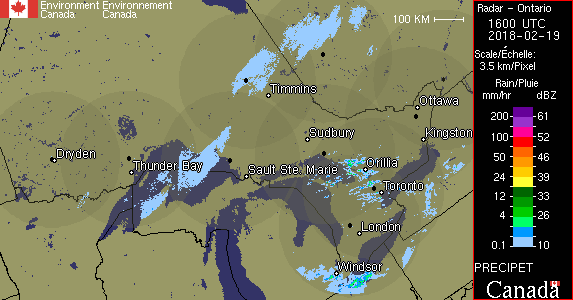 Environment Environnement
Canada Canada
100 KM
Timmins
Ottawa
Sudbury
Kingston
Dryden
Thunder Bay
Sault Ste. Marie
Orillia
Toronto
London
Windsor
Radar - Ontario
1600 UTC
2018-02-19
Scale/Échelle:
3.5 km/Pixel
Rain/Pluie
mm/hr dBZ
200 61
100 52
50 46
24 39
12 33
4 26
0.1 10
PRECIPET
Canada